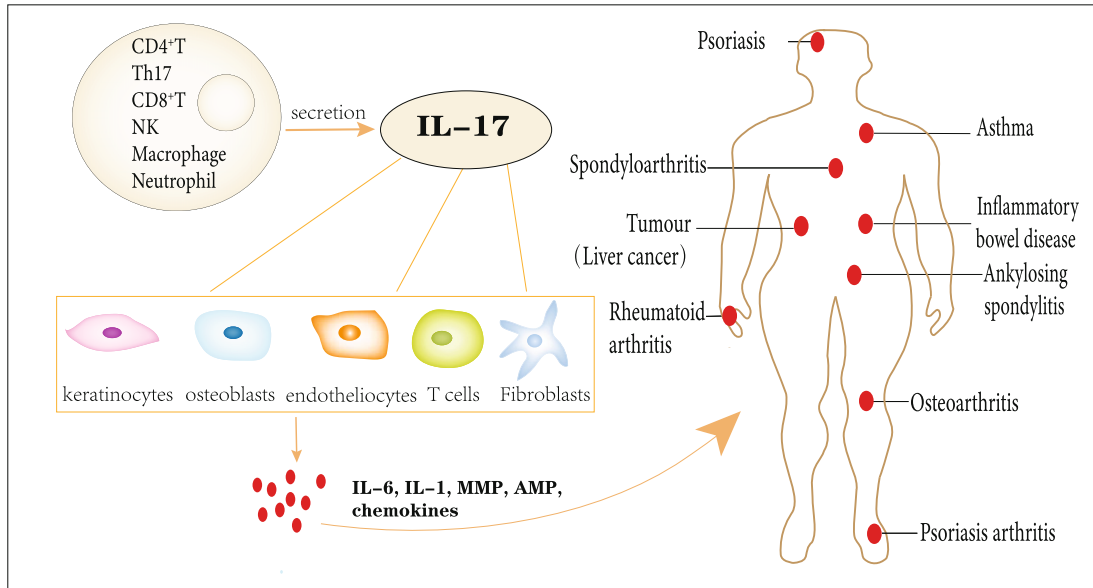 CD4⁺T
Th17
CD8⁺T
NK
Macrophage
Neutrophil
secretion
IL–17
keratinocytes
osteoblasts
endotheliocytes
T cells
Fibroblasts
IL–6, IL–1, MMP, AMP,
chemokines
Psoriasis
Asthma
Spondyloarthritis
Tumour
(Liver cancer)
Inflammatory
bowel disease
Ankylosing
spondylitis
Rheumatoid
arthritis
Osteoarthritis
Psoriasis arthritis